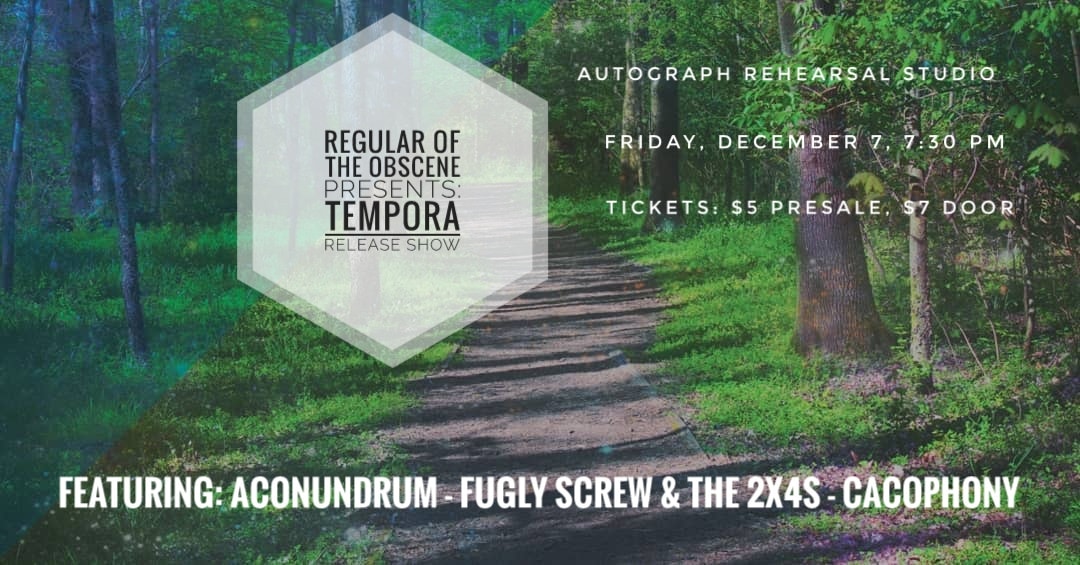 REGULAR OF
THE OBSCENE
PRESENTS:
TEMPORA
RELEASE SHOW
AUTOGRAPH REHEARSAL STUDIO
FRIDAY, DECEMBER 7, 7:30 PM
TICKETS: $5 PRESALE, $7 DOOR
FEATURING: ACONUNDRUM - FUGLY SCREW & THE 2X4S - CACOPHONY